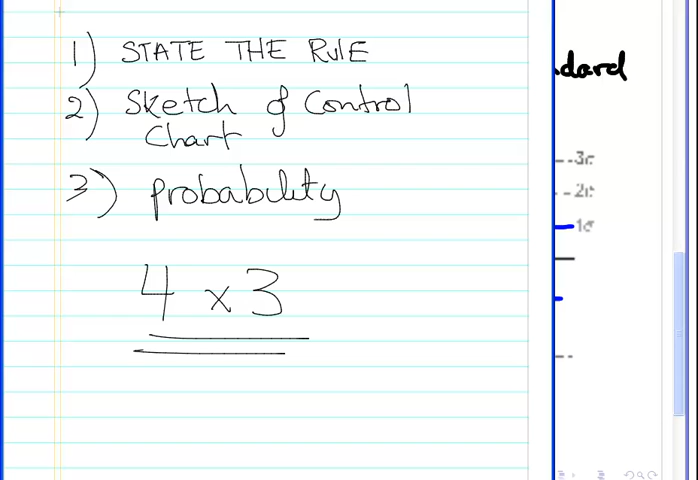 1) STATE THE RULE
2) Sketch of Control
Chart
3) probability
4 x 3
dard
3σ
2σ
1σ